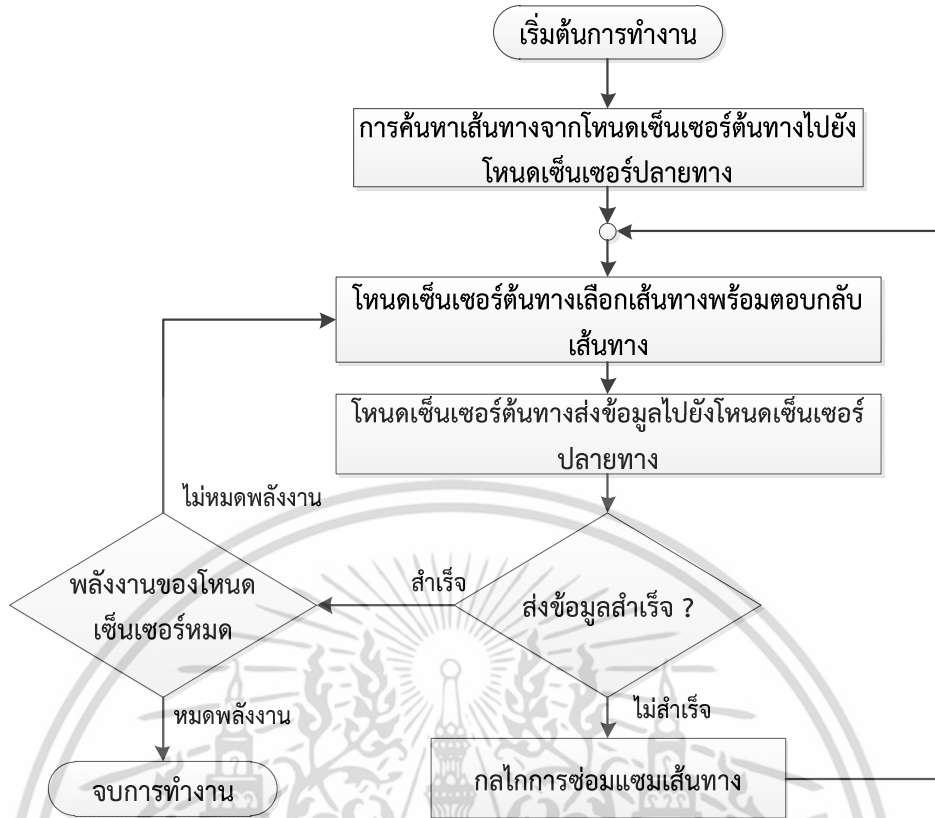 เริ่มต้นการทำงาน
การค้นหาเส้นทางจากโหนดเซ็นเซอร์ต้นทางไปยัง
โหนดเซ็นเซอร์ปลายทาง
โหนดเซ็นเซอร์ต้นทางเลือกเส้นทางพร้อมตอบกลับ
เส้นทาง
โหนดเซ็นเซอร์ต้นทางส่งข้อมูลไปยังโหนดเซ็นเซอร์
ปลายทาง
ไม่หมดพลังงาน
พลังงานของโหนด
เซ็นเซอร์หมด
สำเร็จ
ส่งข้อมูลสำเร็จ ?
หมดพลังงาน
ไม่สำเร็จ
จบการทำงาน
กลไกการซ่อมแซมเส้นทาง